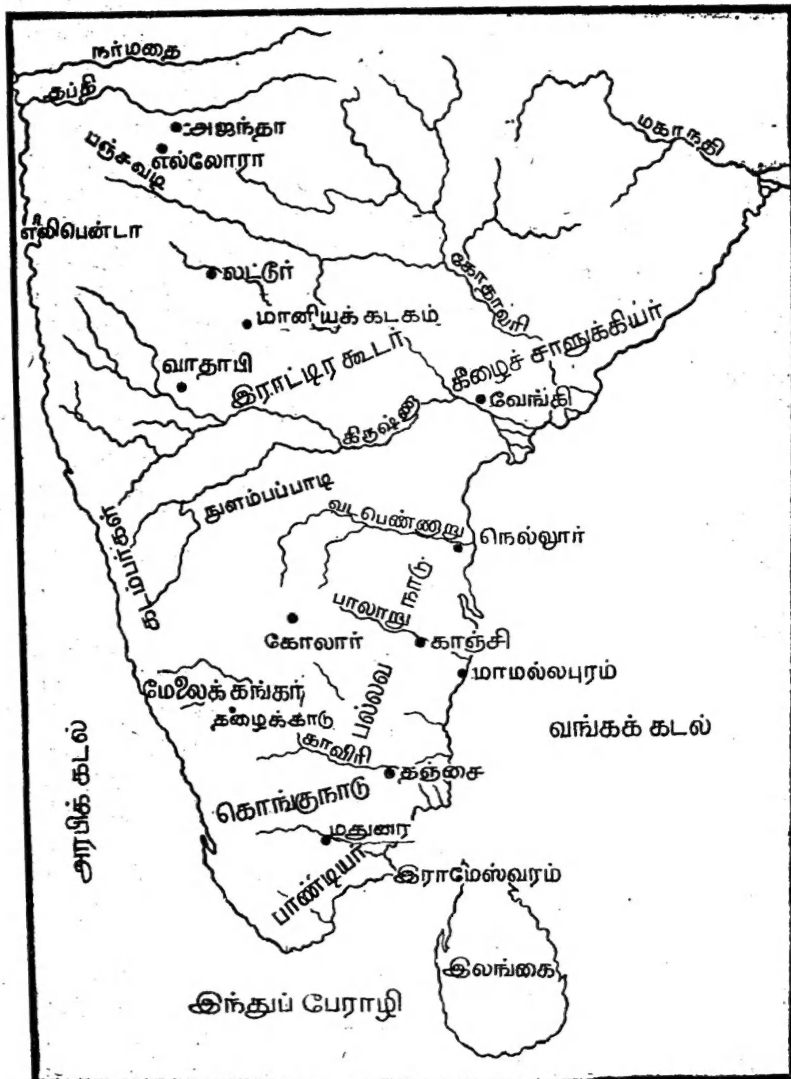 நர்மதை
தப்தி
அஜந்தா
எல்லோரா
பஞ்சவடி
மகாநதி
எலிபென்டா
லட்டூர்
கோதாவரி
மானியக் கடகம்
வாதாபி
இராட்டிர கூடர்
கீழைச் சாளுக்கியர்
வேங்கி
கிருஷ்ணா
நுளம்பப்பாடி
கடம்பர்கள்
வடபெண்ணாறு
நெல்லூர்
பாலாறு
கோலார்
காஞ்சி
மாமல்லபுரம்
பல்லவ நாடு
மேலைக் கங்கர்
தழைக்காடு
காவிரி
தஞ்சை
வங்கக் கடல்
அரபிக் கடல்
கொங்குநாடு
மதுரை
பாண்டியர்
இராமேஸ்வரம்
இலங்கை
இந்துப் பேராழி